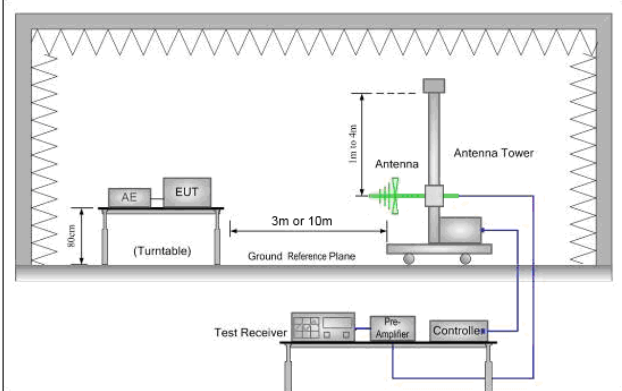 1m to 4m
Antenna
Antenna Tower
AE
EUT
80cm
(Turntable)
3m or 10m
Ground Reference Plane
Test Receiver
Pre-
Amplifier
Controlle